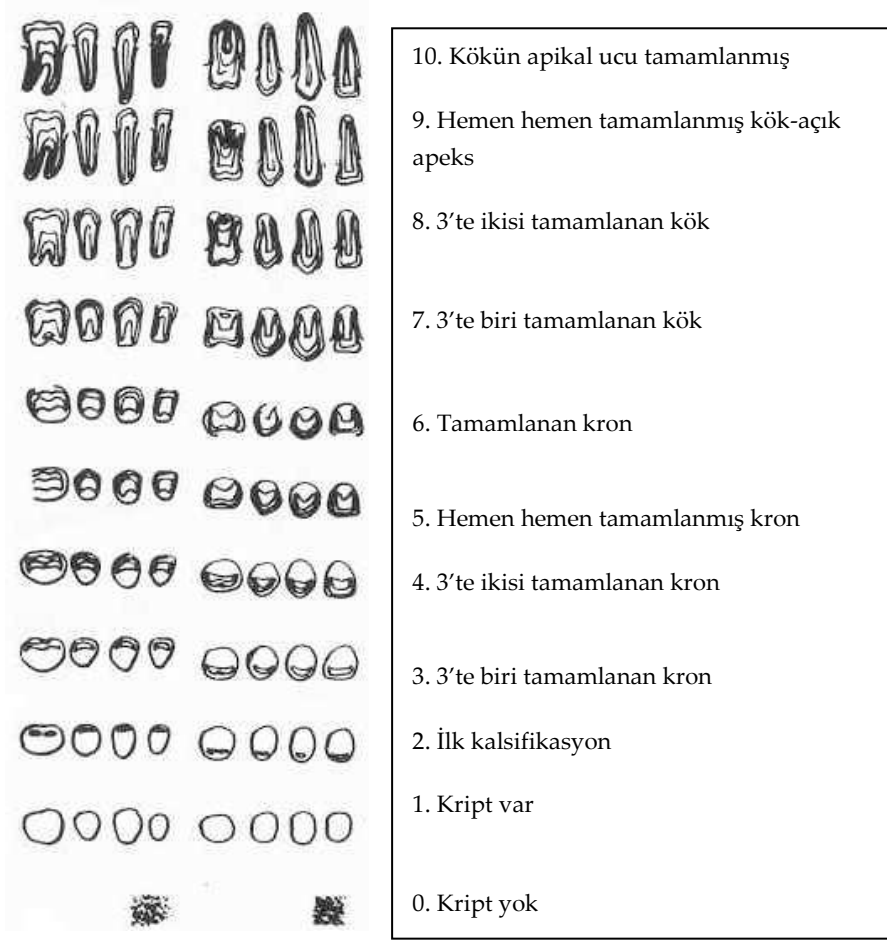 10. Kökün apikal ucu tamamlanmış
9. Hemen hemen tamamlanmış kök-açık
apeks
8. 3’te ikisi tamamlanan kök
7. 3’te biri tamamlanan kök
6. Tamamlanan kron
5. Hemen hemen tamamlanmış kron
4. 3’te ikisi tamamlanan kron
3. 3’te biri tamamlanan kron
2. İlk kalsifikasyon
1. Kript var
0. Kript yok